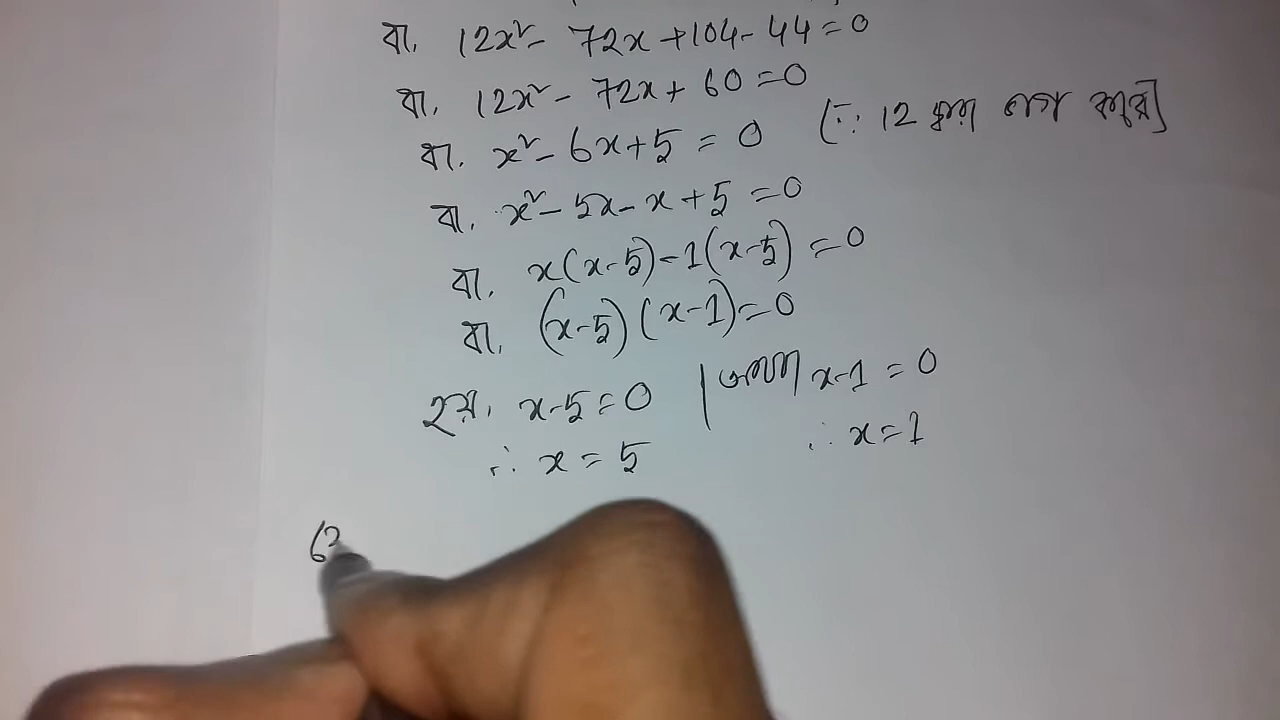 বা, 12x² - 72x + 104 - 44 = 0
বা, 12x² - 72x + 60 = 0
বা, x² - 6x + 5 = 0 [∵ 12 দ্বারা ভাগ করে]
বা, x² - 5x - x + 5 = 0
বা, x(x-5) - 1(x-5) = 0
বা, (x-5)(x-1) = 0
হয়, x-5 = 0 | অথবা x-1 = 0
∴ x = 5 ∴ x = 1